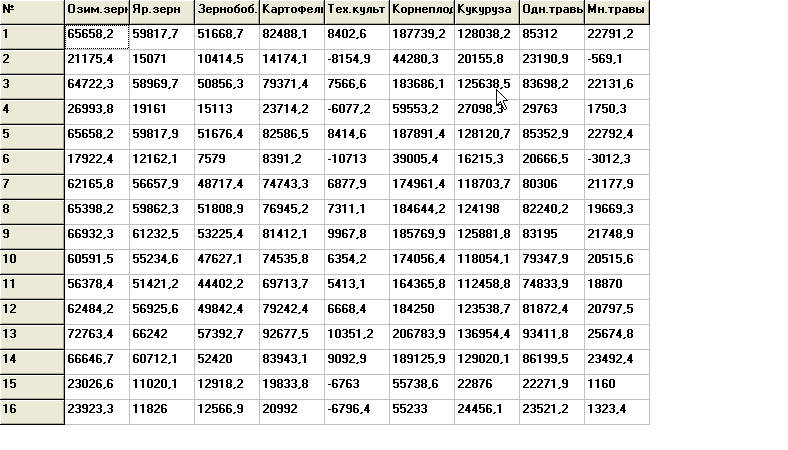 № Озим.зерн Яр.зерн Зернобоб. Картофель Тех.культ Корнеплод Кукуруза Одн.травы Мн.травы
1 65658,2 59817,7 51668,7 82488,1 8402,6 187739,2 128038,2 85312 22791,2
2 21175,4 15071 10414,5 14174,1 -8154,9 44280,3 20155,8 23190,9 -569,1
3 64722,3 58969,7 50856,3 79371,4 7566,6 183686,1 125638,5 83698,2 22131,6
4 26993,8 19161 15113 23714,2 -6077,2 59553,2 27098,3 29763 1750,3
5 65658,2 59817,9 51676,4 82586,5 8414,6 187891,4 128120,7 85352,9 22792,4
6 17922,4 12162,1 7579 8391,2 -10713 39005,4 16215,3 20666,5 -3012,3
7 62165,8 56657,9 48717,4 74743,3 6877,9 174961,4 118703,7 80306 21177,9
8 65398,2 59862,3 51808,9 76945,2 7311,1 184644,2 124198 82240,2 19669,3
9 66932,3 61232,5 53225,4 81412,1 9967,8 185769,9 125881,8 83195 21748,9
10 60591,5 55234,6 47627,1 74535,8 6354,2 174056,4 118054,1 79347,9 20515,6
11 56378,4 51421,2 44402,2 69713,7 5413,1 164365,8 112458,8 74833,9 18870
12 62484,2 56925,6 49842,4 79242,4 6668,4 184250 123538,7 81872,4 20797,5
13 72763,4 66242 57392,7 92677,5 10351,2 206783,9 136954,4 93411,8 25674,8
14 66646,7 60712,1 52420 83943,1 9092,9 189125,9 129020,1 86199,5 23492,4
15 23026,6 11020,1 12918,2 19833,8 -6763 55738,6 22876 22271,9 1160
16 23923,3 11826 12566,9 20992 -6796,4 55233 24456,1 23521,2 1323,4